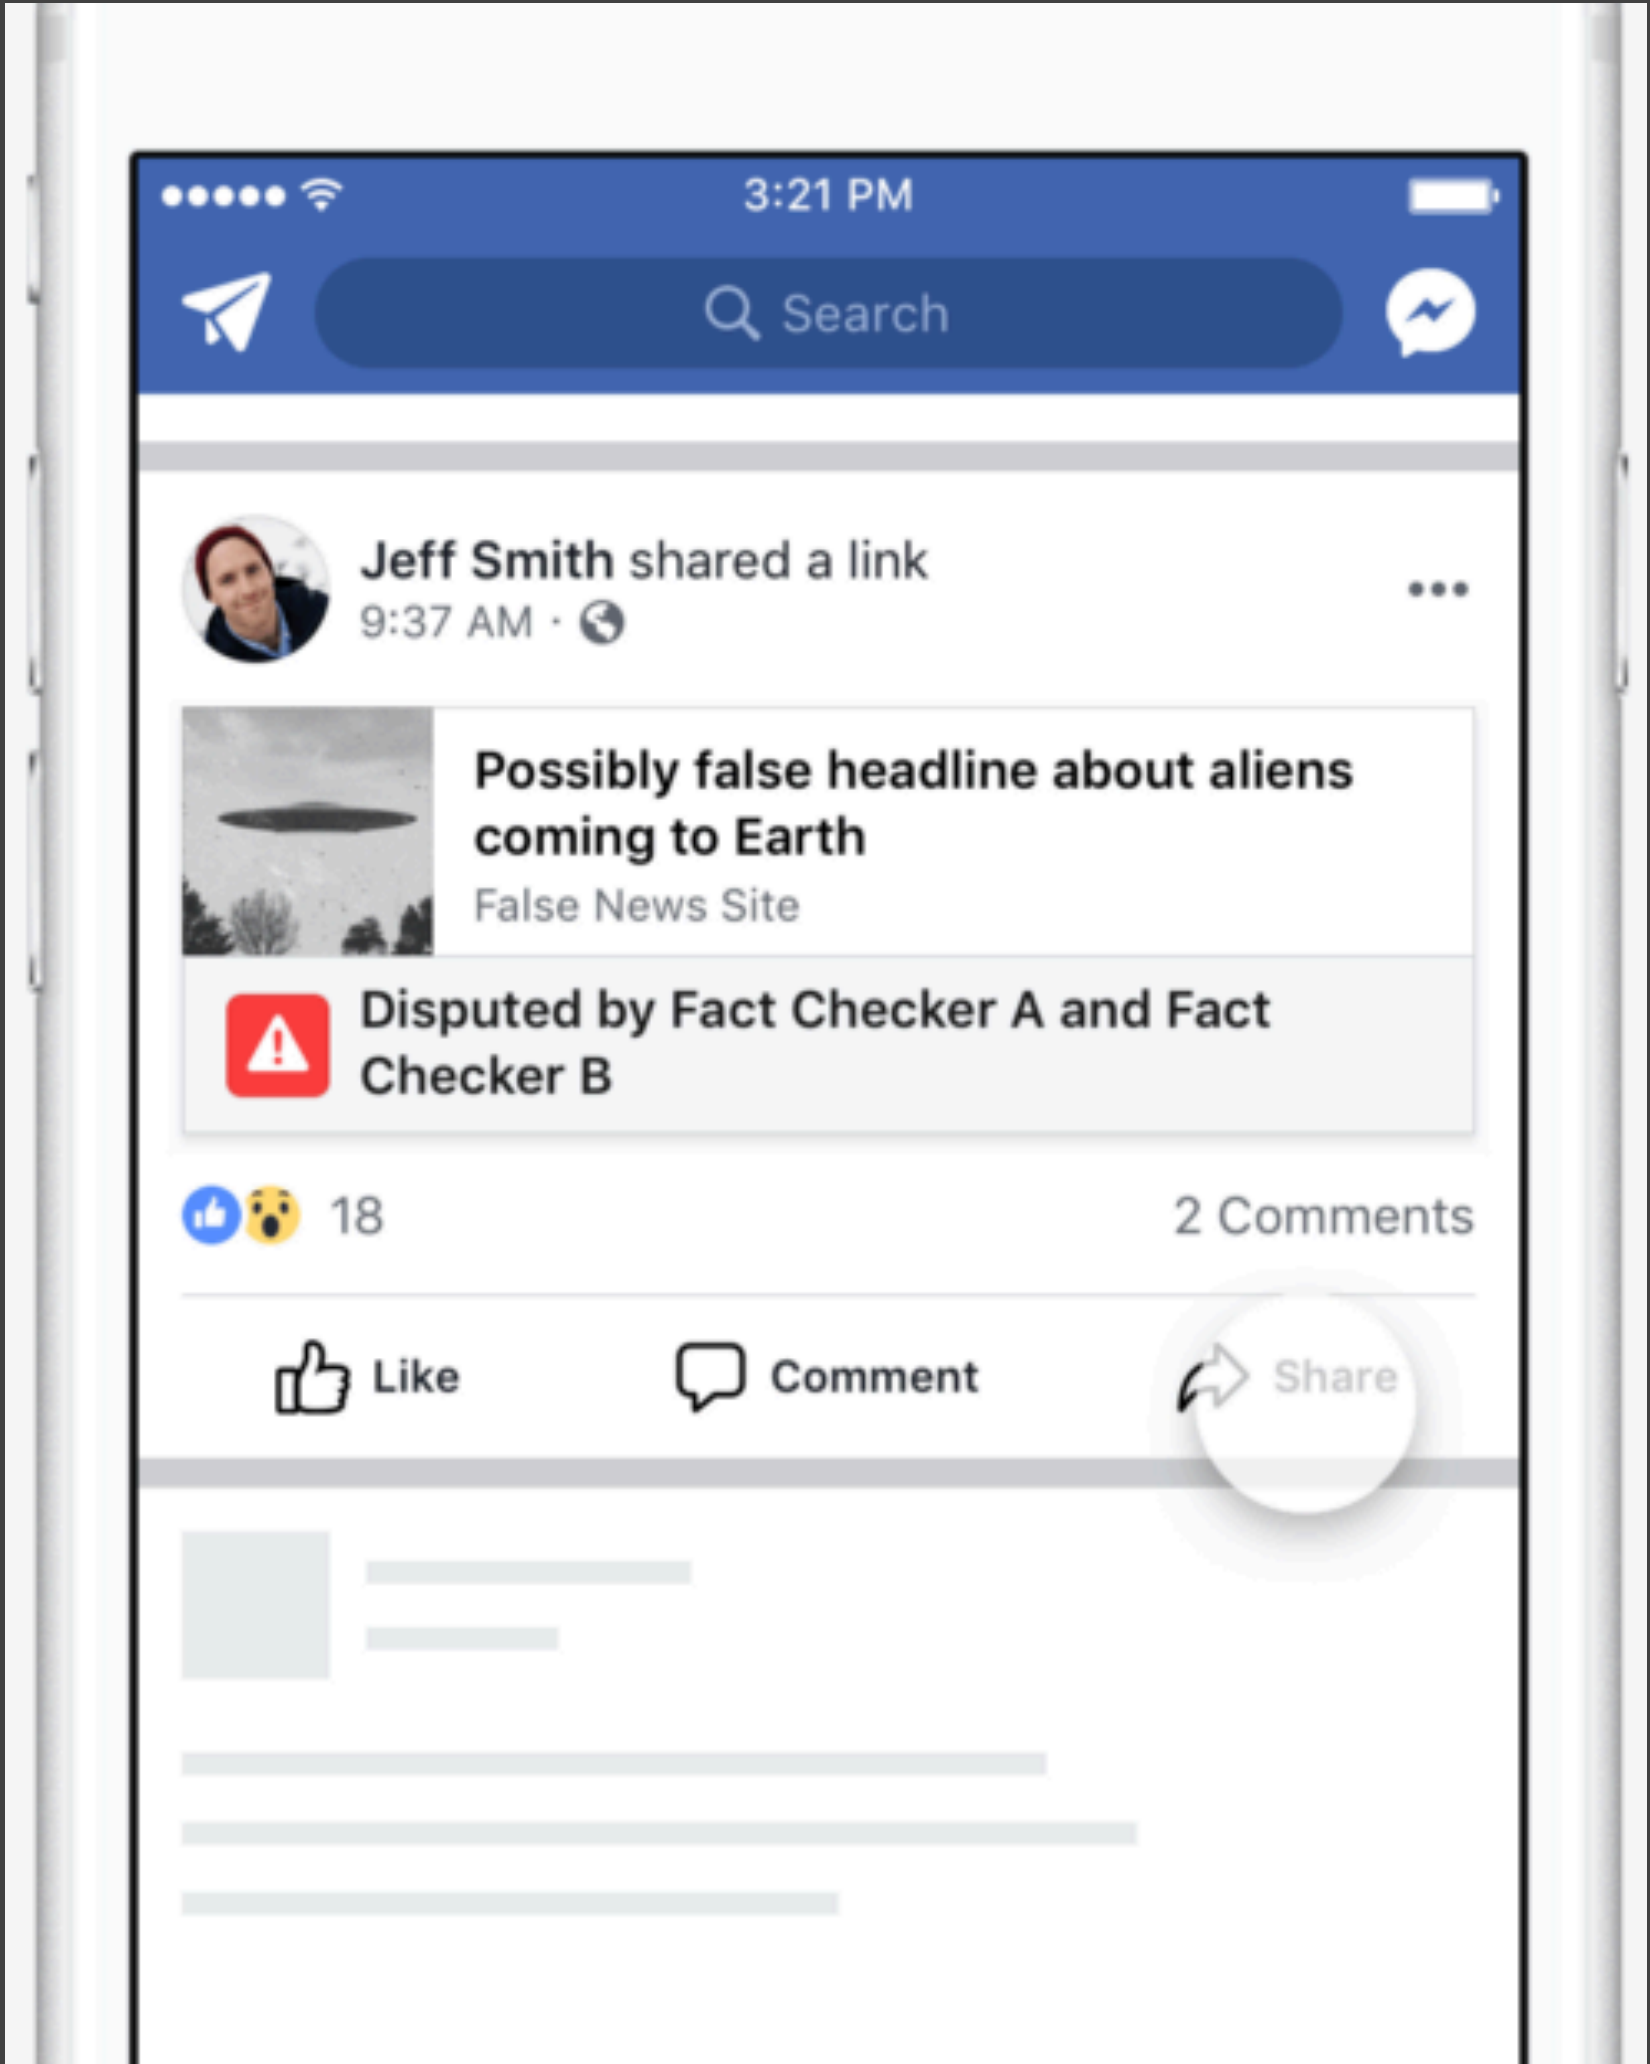 3:21 PM
Search
Jeff Smith shared a link
9:37 AM ·
Possibly false headline about aliens
coming to Earth
False News Site
Disputed by Fact Checker A and Fact
Checker B
18
2 Comments
Like
Comment
Share